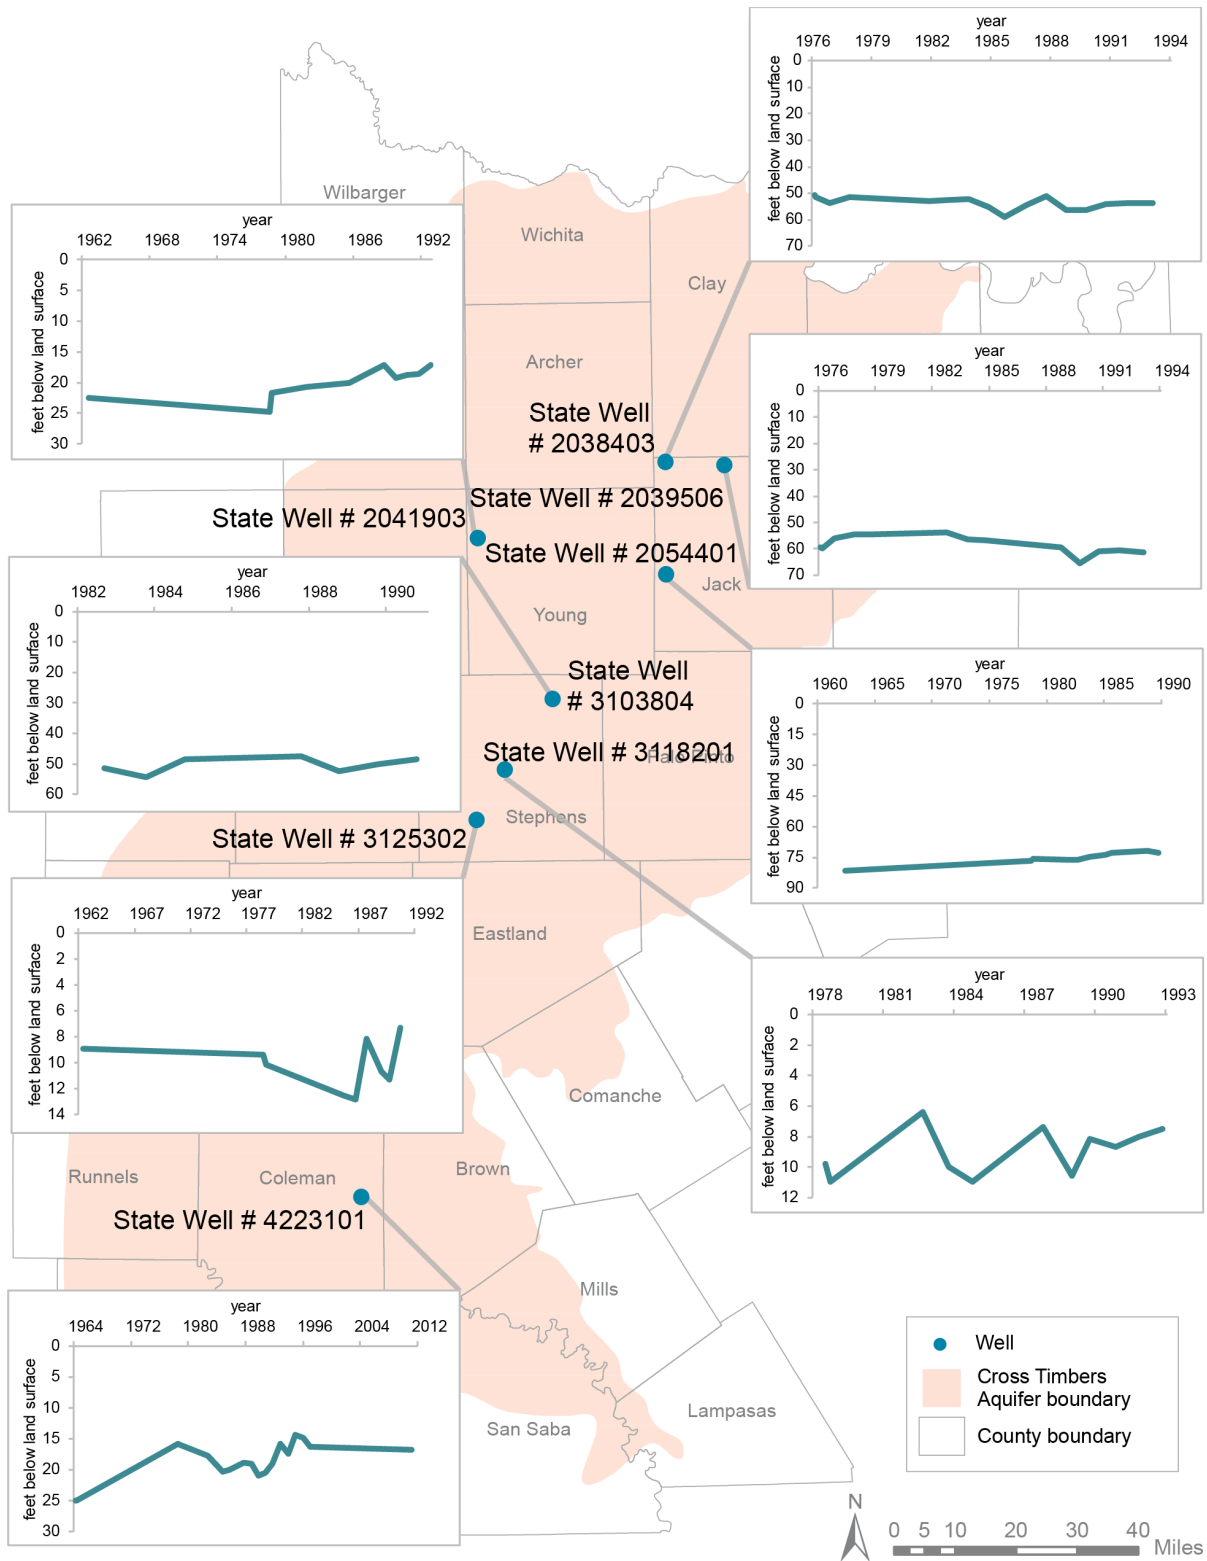 year
1976 1979 1982 1985 1988 1991 1994
0
10
20
30
40
50
60
70
feet below land surface
Wilbarger
year
1962 1968 1974 1980 1986 1992
0
5
10
15
20
25
30
feet below land surface
Wichita
Clay
Archer
State Well
# 2038403
year
1976 1979 1982 1985 1988 1991 1994
0
10
20
30
40
50
60
70
feet below land surface
State Well # 2039506
State Well # 2041903
State Well # 2054401
Jack
Young
year
1982 1984 1986 1988 1990
0
10
20
30
40
50
60
feet below land surface
State Well
# 3103804
year
1960 1965 1970 1975 1980 1985 1990
0
15
30
45
60
75
90
feet below land surface
State Well # 3118201
Palo Pinto
Stephens
State Well # 3125302
year
1962 1967 1972 1977 1982 1987 1992
0
2
4
6
8
10
12
14
feet below land surface
Eastland
year
1978 1981 1984 1987 1990 1993
0
2
4
6
8
10
12
feet below land surface
Comanche
Runnels
Coleman
Brown
State Well # 4223101
Mills
year
1964 1972 1980 1988 1996 2004 2012
0
5
10
15
20
25
30
feet below land surface
San Saba
Lampasas
Well
Cross Timbers
Aquifer boundary
County boundary
N
0 5 10 20 30 40
Miles